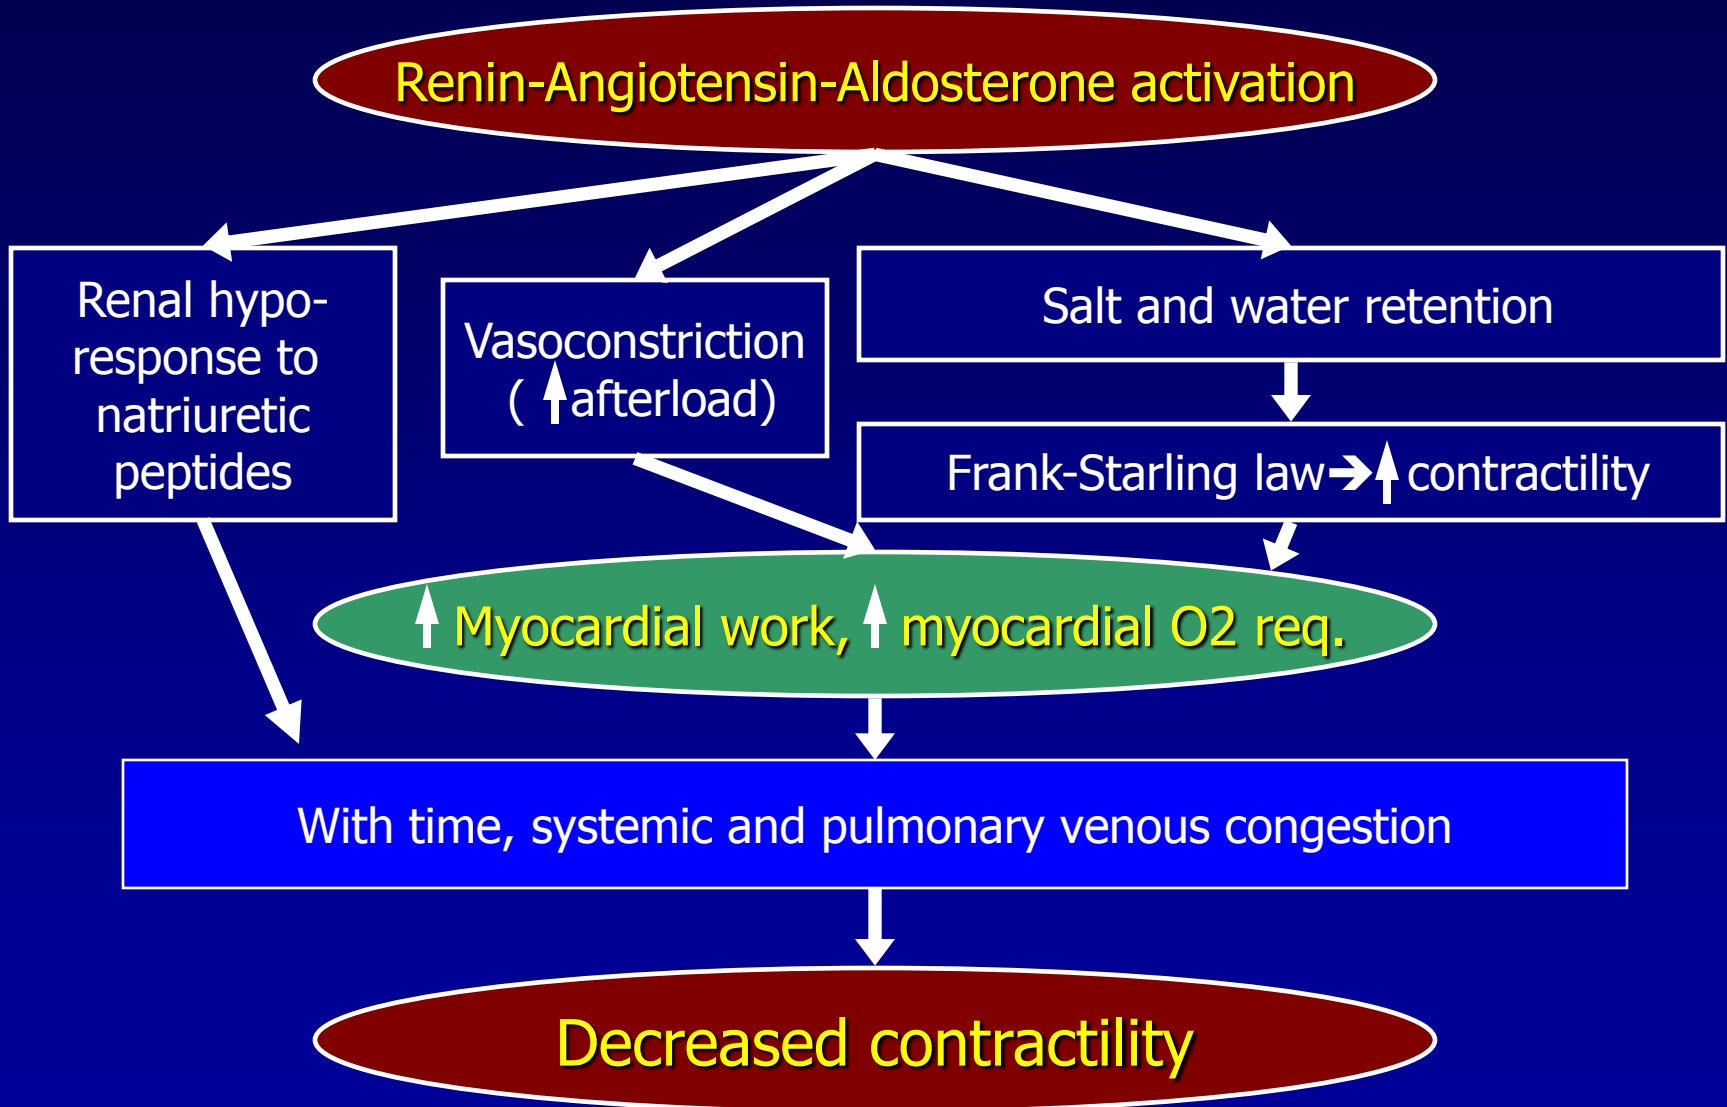 Renin-Angiotensin-Aldosterone activation
Renal hypo-
response to
natriuretic
peptides
Vasoconstriction
( ↑afterload)
Salt and water retention
Frank-Starling law➔↑contractility
↑ Myocardial work, ↑ myocardial O2 req.
With time, systemic and pulmonary venous congestion
Decreased contractility